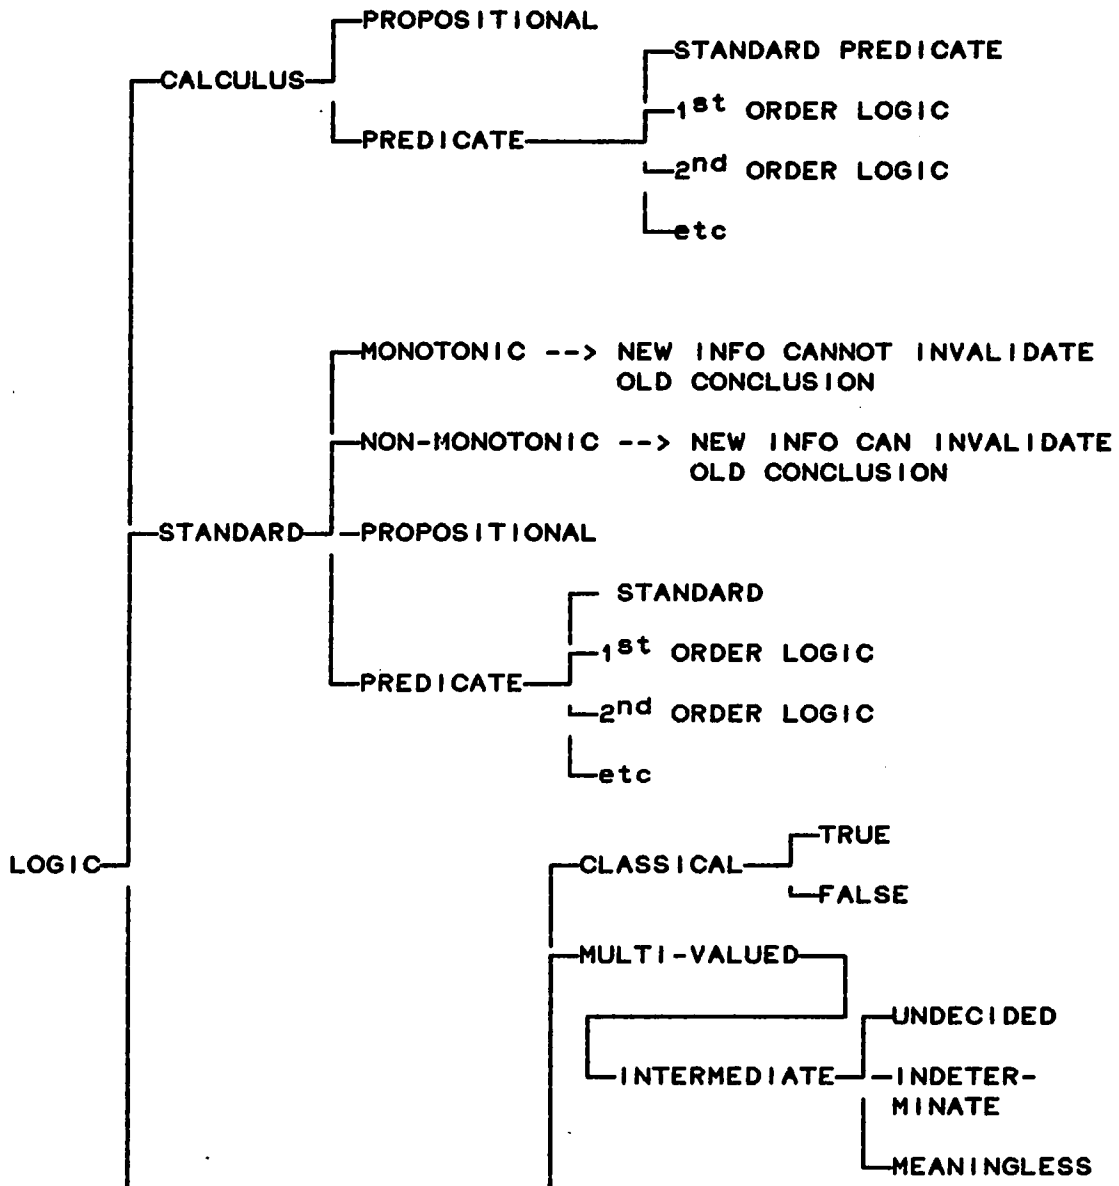 PROPOSITIONAL
STANDARD PREDICATE
CALCULUS
1st ORDER LOGIC
PREDICATE
2nd ORDER LOGIC
etc
MONOTONIC --> NEW INFO CANNOT INVALIDATE
OLD CONCLUSION
NON-MONOTONIC --> NEW INFO CAN INVALIDATE
OLD CONCLUSION
STANDARD
PROPOSITIONAL
STANDARD
1st ORDER LOGIC
PREDICATE
2nd ORDER LOGIC
etc
TRUE
LOGIC
CLASSICAL
FALSE
MULTI-VALUED
UNDECIDED
INTERMEDIATE
INDETER-
MINATE
MEANINGLESS